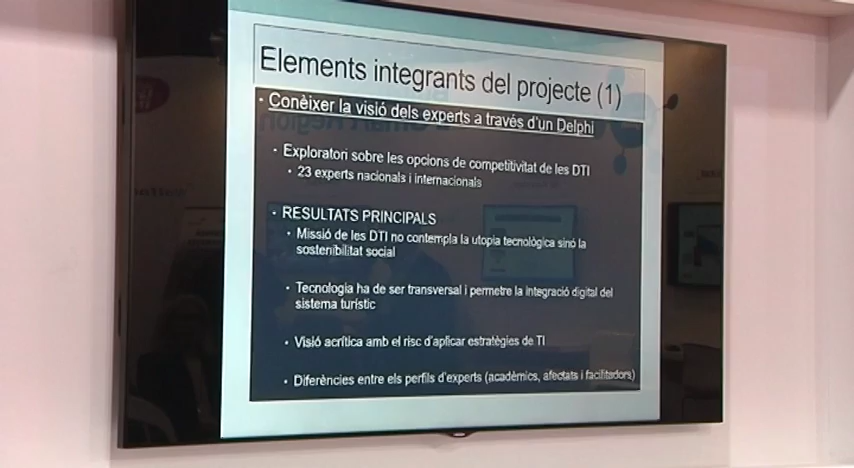 Elements integrants del projecte (1)
• Conèixer la visió dels experts a través d'un Delphi
• Exploratori sobre les opcions de competitivitat de les DTI
• 23 experts nacionals i internacionals
• RESULTATS PRINCIPALS
• Missió de les DTI no contempla la utopia tecnològica sinó la
sostenibilitat social
• Tecnologia ha de ser transversal i permetre la integració digital del
sistema turístic
• Visió acrítica amb el risc d'aplicar estratègies de TI
• Diferències entre els perfils d'experts (acadèmics, afectats i facilitadors)